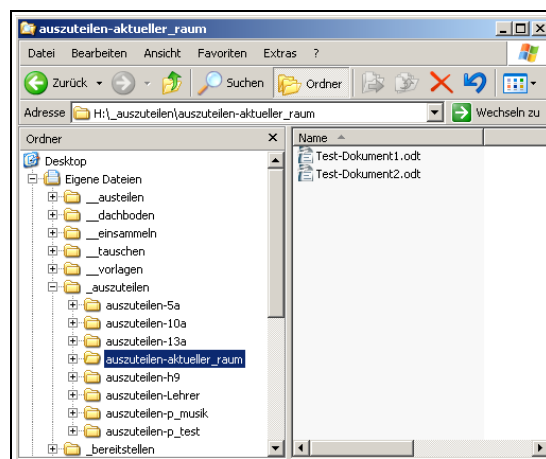 auszuteilen-aktueller_raum
Datei Bearbeiten Ansicht Favoriten Extras ?
Zurück Suchen Ordner
Adresse H:\_auszuteilen\auszuteilen-aktueller_raum Wechseln zu
Ordner
Name
Desktop
Eigene Dateien
__austeilen
__dachboden
__einsammeln
__tauschen
__vorlagen
_auszuteilen
auszuteilen-5a
auszuteilen-10a
auszuteilen-13a
auszuteilen-aktueller_raum
auszuteilen-h9
auszuteilen-Lehrer
auszuteilen-p_musik
auszuteilen-p_test
_bereitstellen
Test-Dokument1.odt
Test-Dokument2.odt